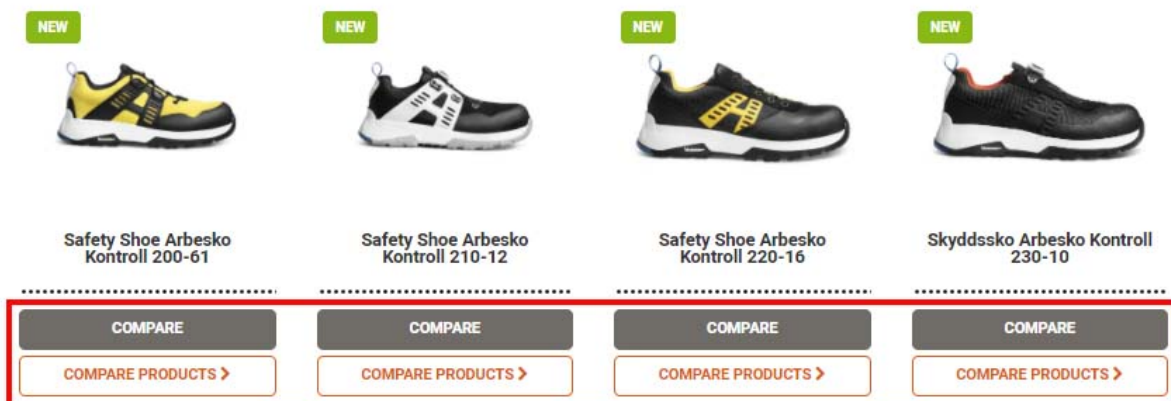 NEW
NEW
NEW
NEW
Safety Shoe Arbesko
Kontroll 200-61
Safety Shoe Arbesko
Kontroll 210-12
Safety Shoe Arbesko
Kontroll 220-16
Skyddssko Arbesko Kontroll
230-10
COMPARE
COMPARE
COMPARE
COMPARE
COMPARE PRODUCTS >
COMPARE PRODUCTS >
COMPARE PRODUCTS >
COMPARE PRODUCTS >